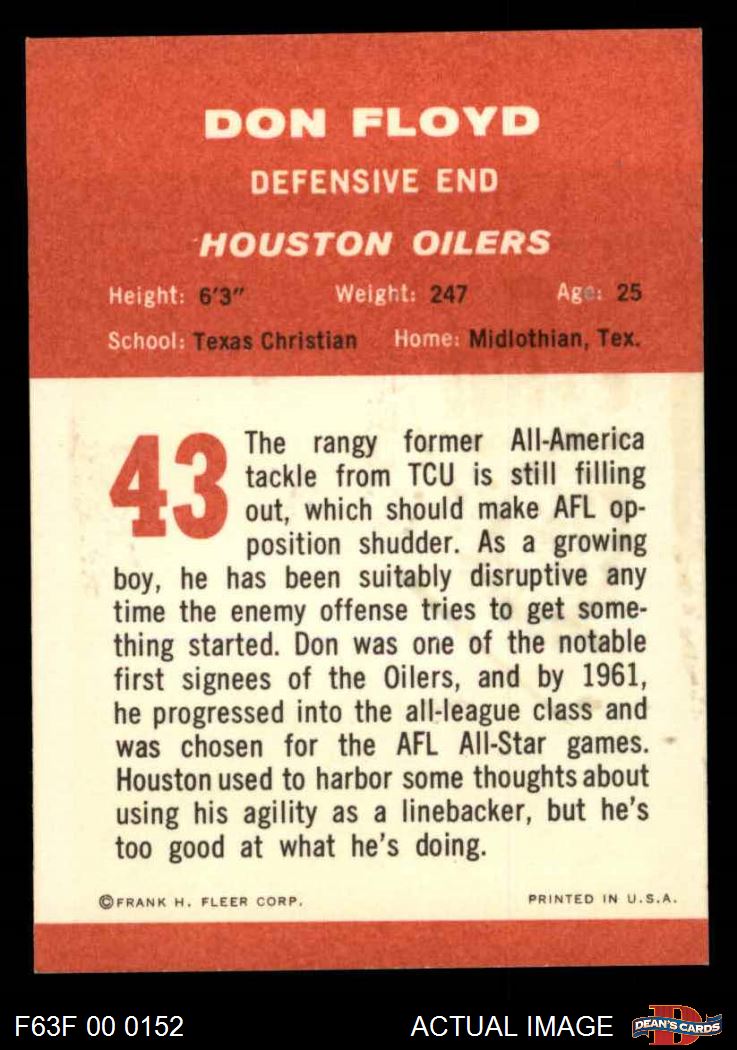 DON FLOYD
DEFENSIVE END
HOUSTON OILERS
Height: 6'3" Weight: 247 Age: 25
School: Texas Christian Home: Midlothian, Tex.
43
The rangy former All-America
tackle from TCU is still filling
out, which should make AFL op-
position shudder. As a growing
boy, he has been suitably disruptive any
time the enemy offense tries to get some-
thing started. Don was one of the notable
first signees of the Oilers, and by 1961,
he progressed into the all-league class and
was chosen for the AFL All-Star games.
Houston used to harbor some thoughts about
using his agility as a linebacker, but he's
too good at what he's doing.
©FRANK H. FLEER CORP. PRINTED IN U.S.A.
F63F 00 0152 ACTUAL IMAGE D DEAN'S CARDS